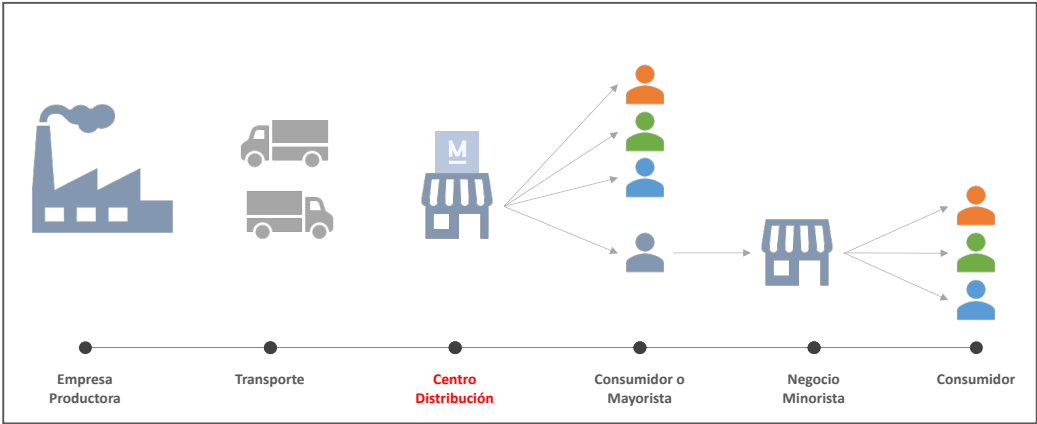 M
Empresa
Productora
Transporte
Centro
Distribución
Consumidor o
Mayorista
Negocio
Minorista
Consumidor